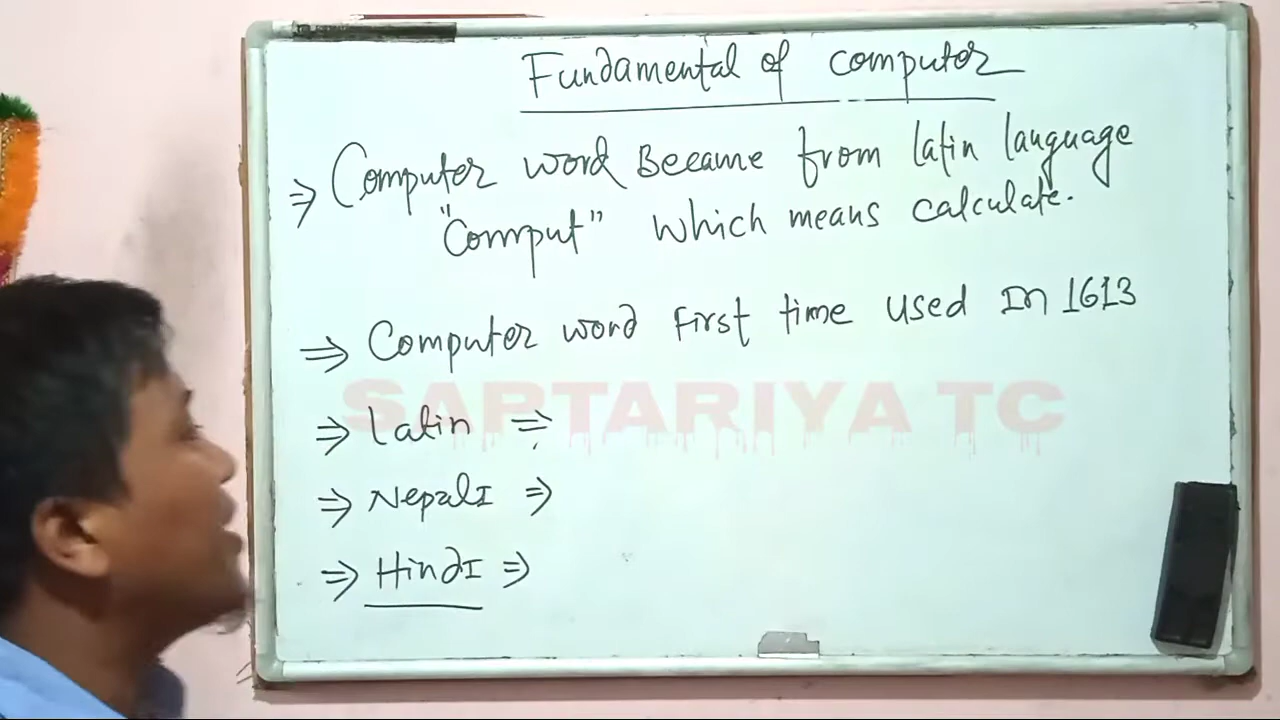 Fundamental of computer
⇒ Computer word Became from latin language
"Comput" which means calculate.
⇒ Computer word First time used In 1613
SAPTARIYA TC
⇒ Latin ⇒
⇒ NepalI ⇒
⇒ HindI ⇒